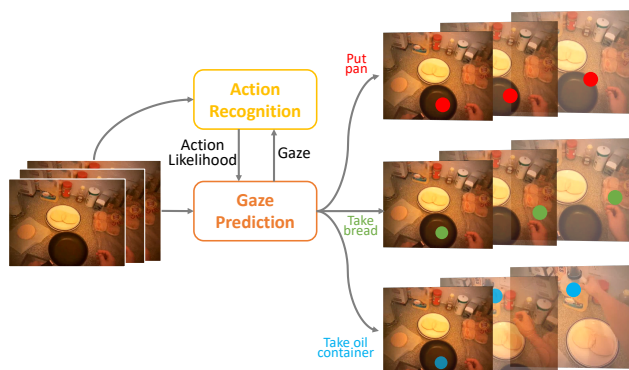 Action
Recognition
Action
Likelihood
Gaze
Gaze
Prediction
Put
pan
Take
bread
Take oil
container